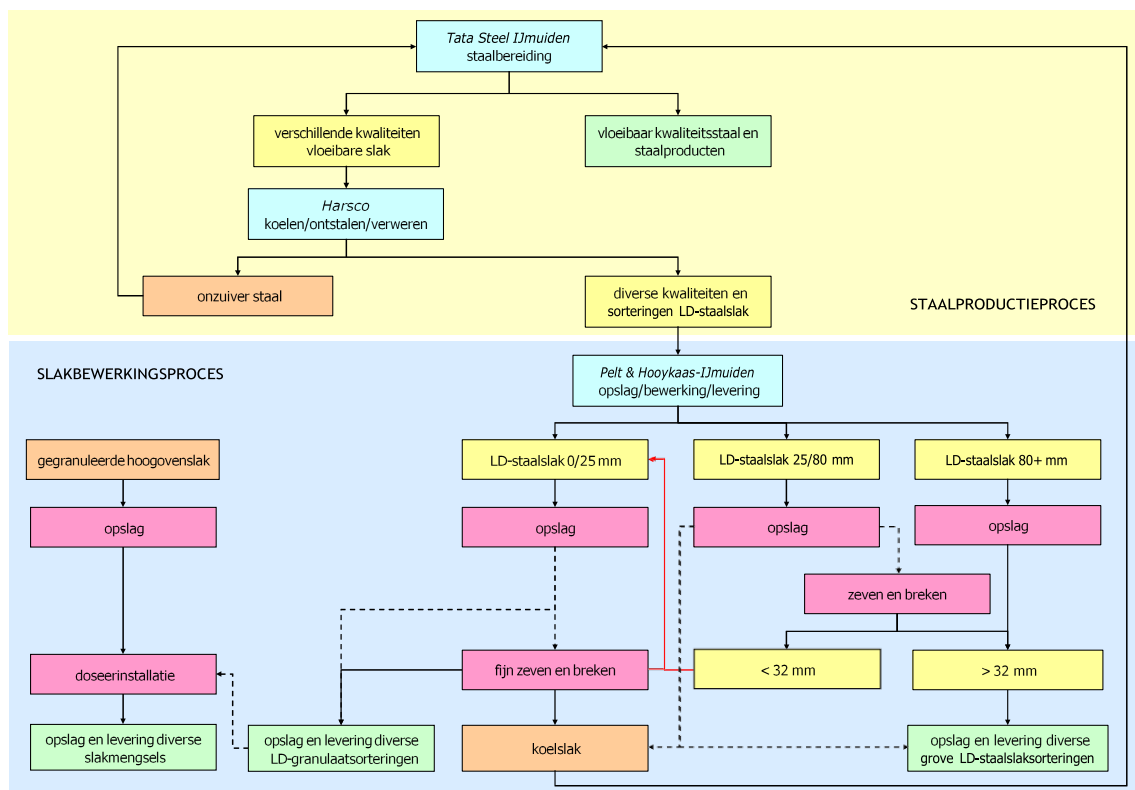 Tata Steel IJmuiden
staalbereiding
verschillende kwaliteiten
vloeibare slak
vloeibaar kwaliteitsstaal en
staalproducten
Harsco
koelen/ontstalen/verweren
onzuiver staal
diverse kwaliteiten en
sorteringen LD-staalslak
STAALPRODUCTIEPROCES
SLAKBEWERKINGSPROCES
Pelt & Hooykaas-IJmuiden
opslag/bewerking/levering
gegranuleerde hoogovenslak
LD-staalslak 0/25 mm
LD-staalslak 25/80 mm
LD-staalslak 80+ mm
opslag
opslag
opslag
opslag
zeven en breken
doseerinstallatie
fijn zeven en breken
< 32 mm
> 32 mm
opslag en levering diverse
slakmengsels
opslag en levering diverse
LD-granulaatsorteringen
koelslak
opslag en levering diverse
grove LD-staalslaksorteringen